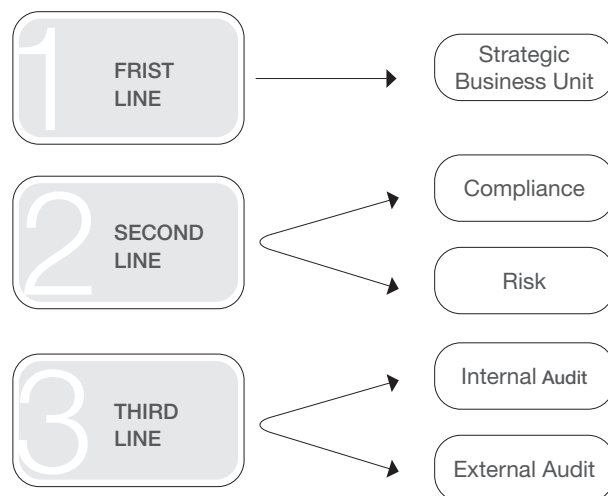 1
FRIST
LINE
Strategic
Business Unit
2
SECOND
LINE
Compliance
Risk
3
THIRD
LINE
Internal Audit
External Audit